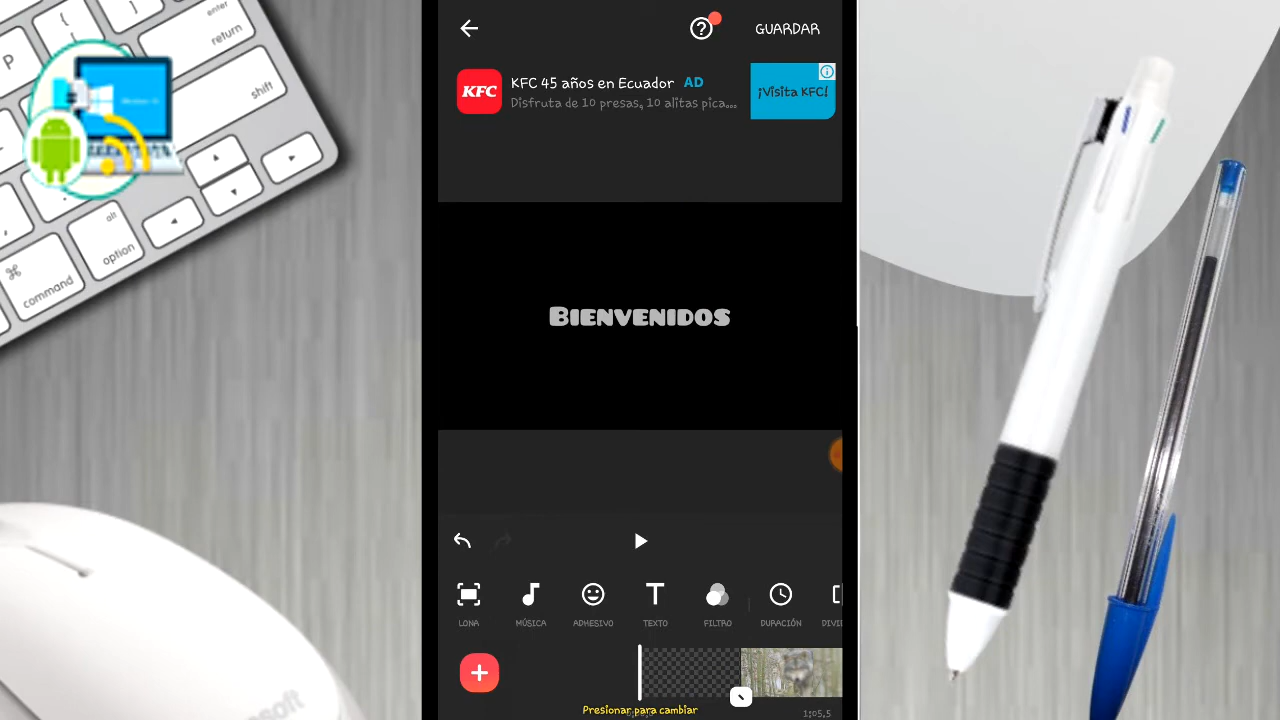 GUARDAR
KFC
KFC 45 años en Ecuador AD
Disfruta de 10 presas, 10 alitas pica...
¡Visita KFC!
BIENVENIDOS
LONA
MÚSICA
ADHESIVO
TEXTO
FILTRO
DURACIÓN
DIVI
Presionar para cambiar
1:05,5
P
enter
return
shift
alt
option
command